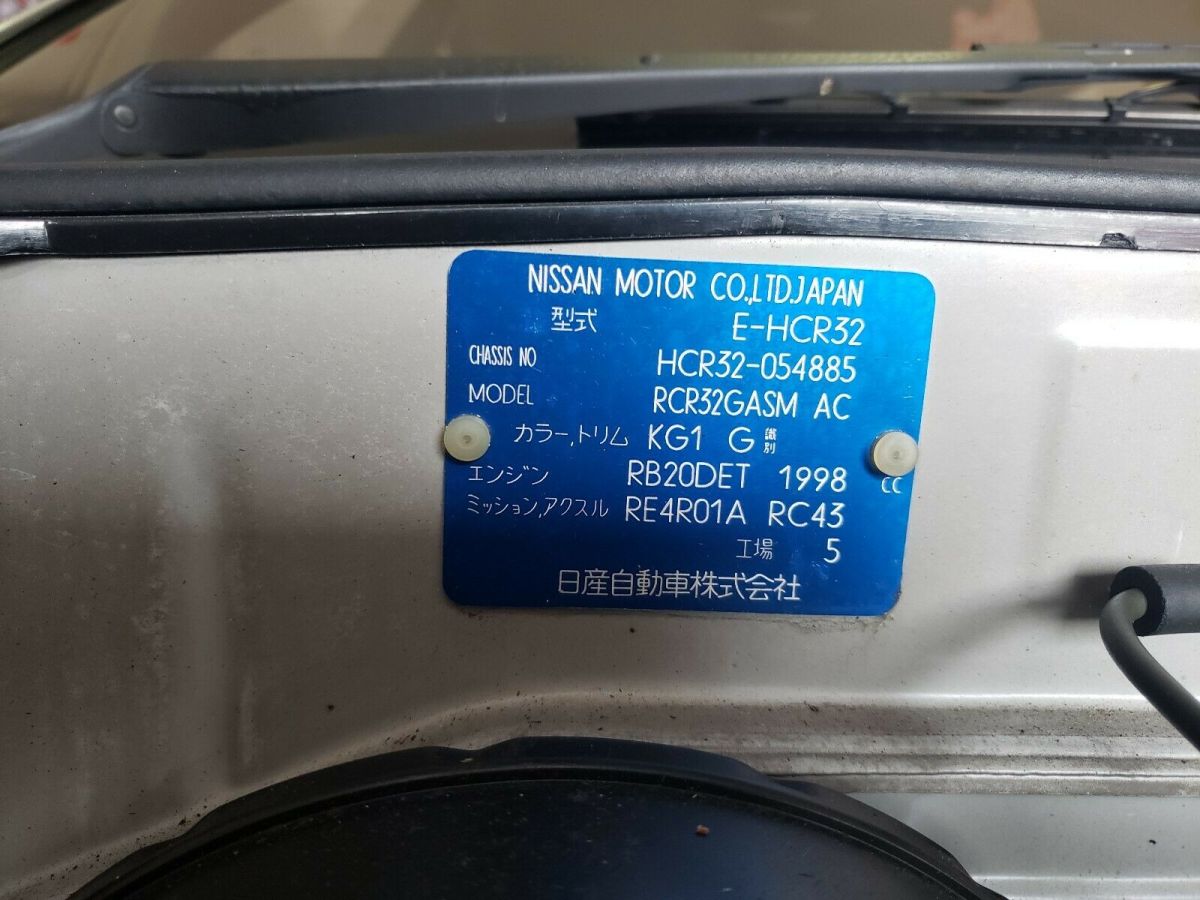 NISSAN MOTOR CO.,LTD.JAPAN
型式 E-HCR32
CHASSIS NO HCR32-054885
MODEL RCR32GASM AC
カラー,トリム KG1 G 識別
エンジン RB20DET 1998 CC
ミッション,アクスル RE4R01A RC43
工場 5
日産自動車株式会社